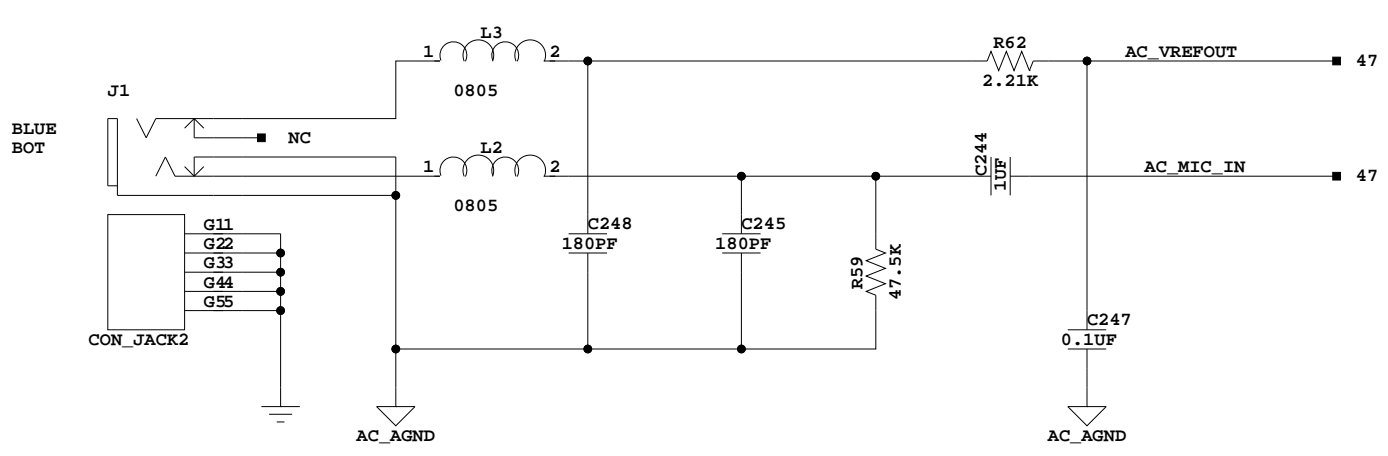 L3
1
2
0805
R62
2.21K
AC_VREFOUT
47
J1
BLUE
BOT
NC
L2
1
2
0805
C244
1UF
AC_MIC_IN
47
G11
G22
G33
G44
G55
CON_JACK2
C248
180PF
C245
180PF
R59
47.5K
C247
0.1UF
AC_AGND
AC_AGND